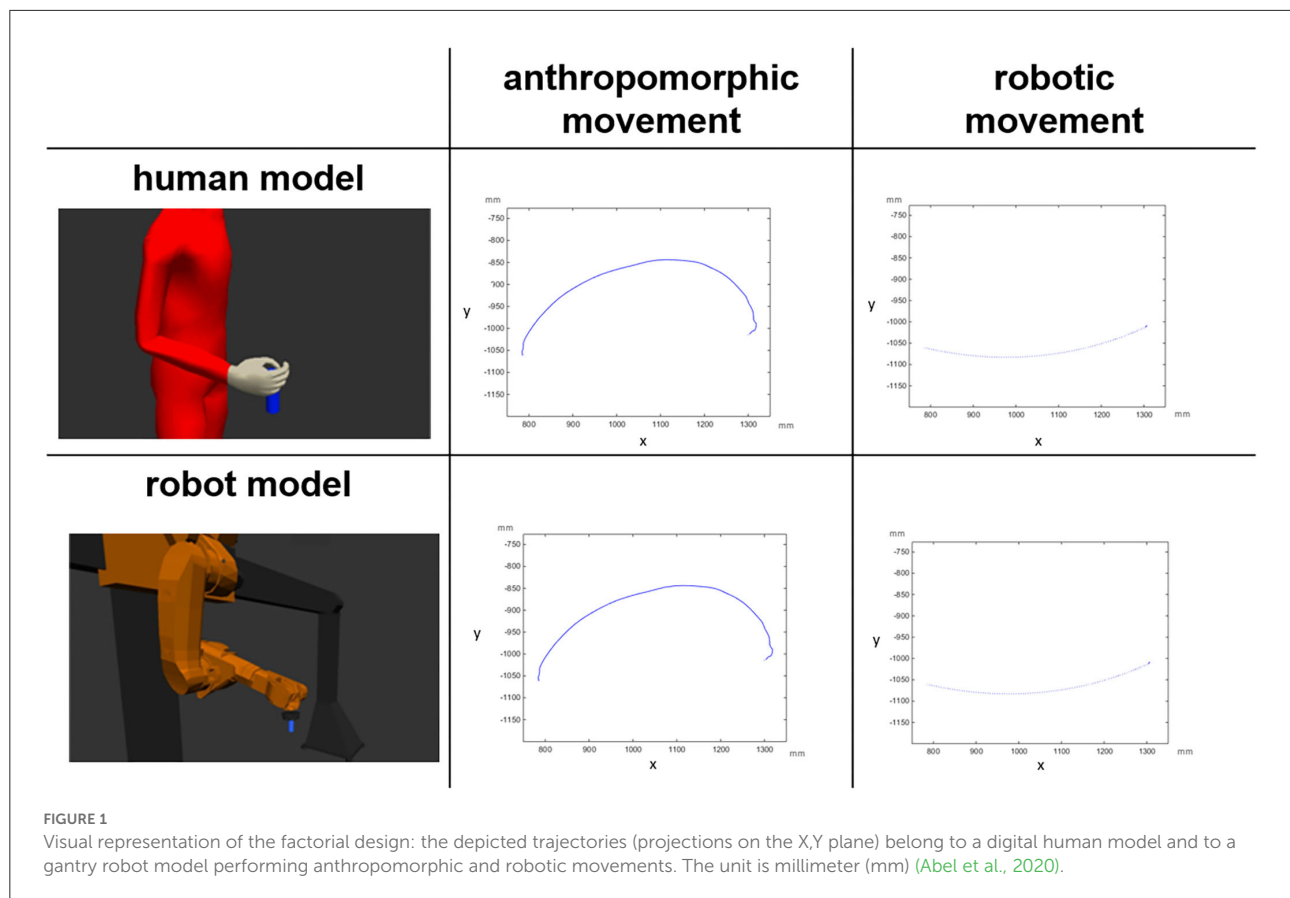 anthropomorphic
movement
robotic
movement
human model
mm
-750
-800
-850
-900
-950
-1000
-1050
-1100
-1150
y
800 900 1000 1100 1200 1300 mm
x
mm
-750
-800
-850
-900
-950
-1000
-1050
-1100
-1150
y
800 900 1000 1100 1200 1300 mm
x
robot model
mm
-750
-800
-850
-900
-950
-1000
-1050
-1100
-1150
y
800 900 1000 1100 1200 1300 mm
x
mm
-750
-800
-850
-900
-950
-1000
-1050
-1100
-1150
y
800 900 1000 1100 1200 1300 mm
x
FIGURE 1
Visual representation of the factorial design: the depicted trajectories (projections on the X,Y plane) belong to a digital human model and to a
gantry robot model performing anthropomorphic and robotic movements. The unit is millimeter (mm) (Abel et al., 2020).